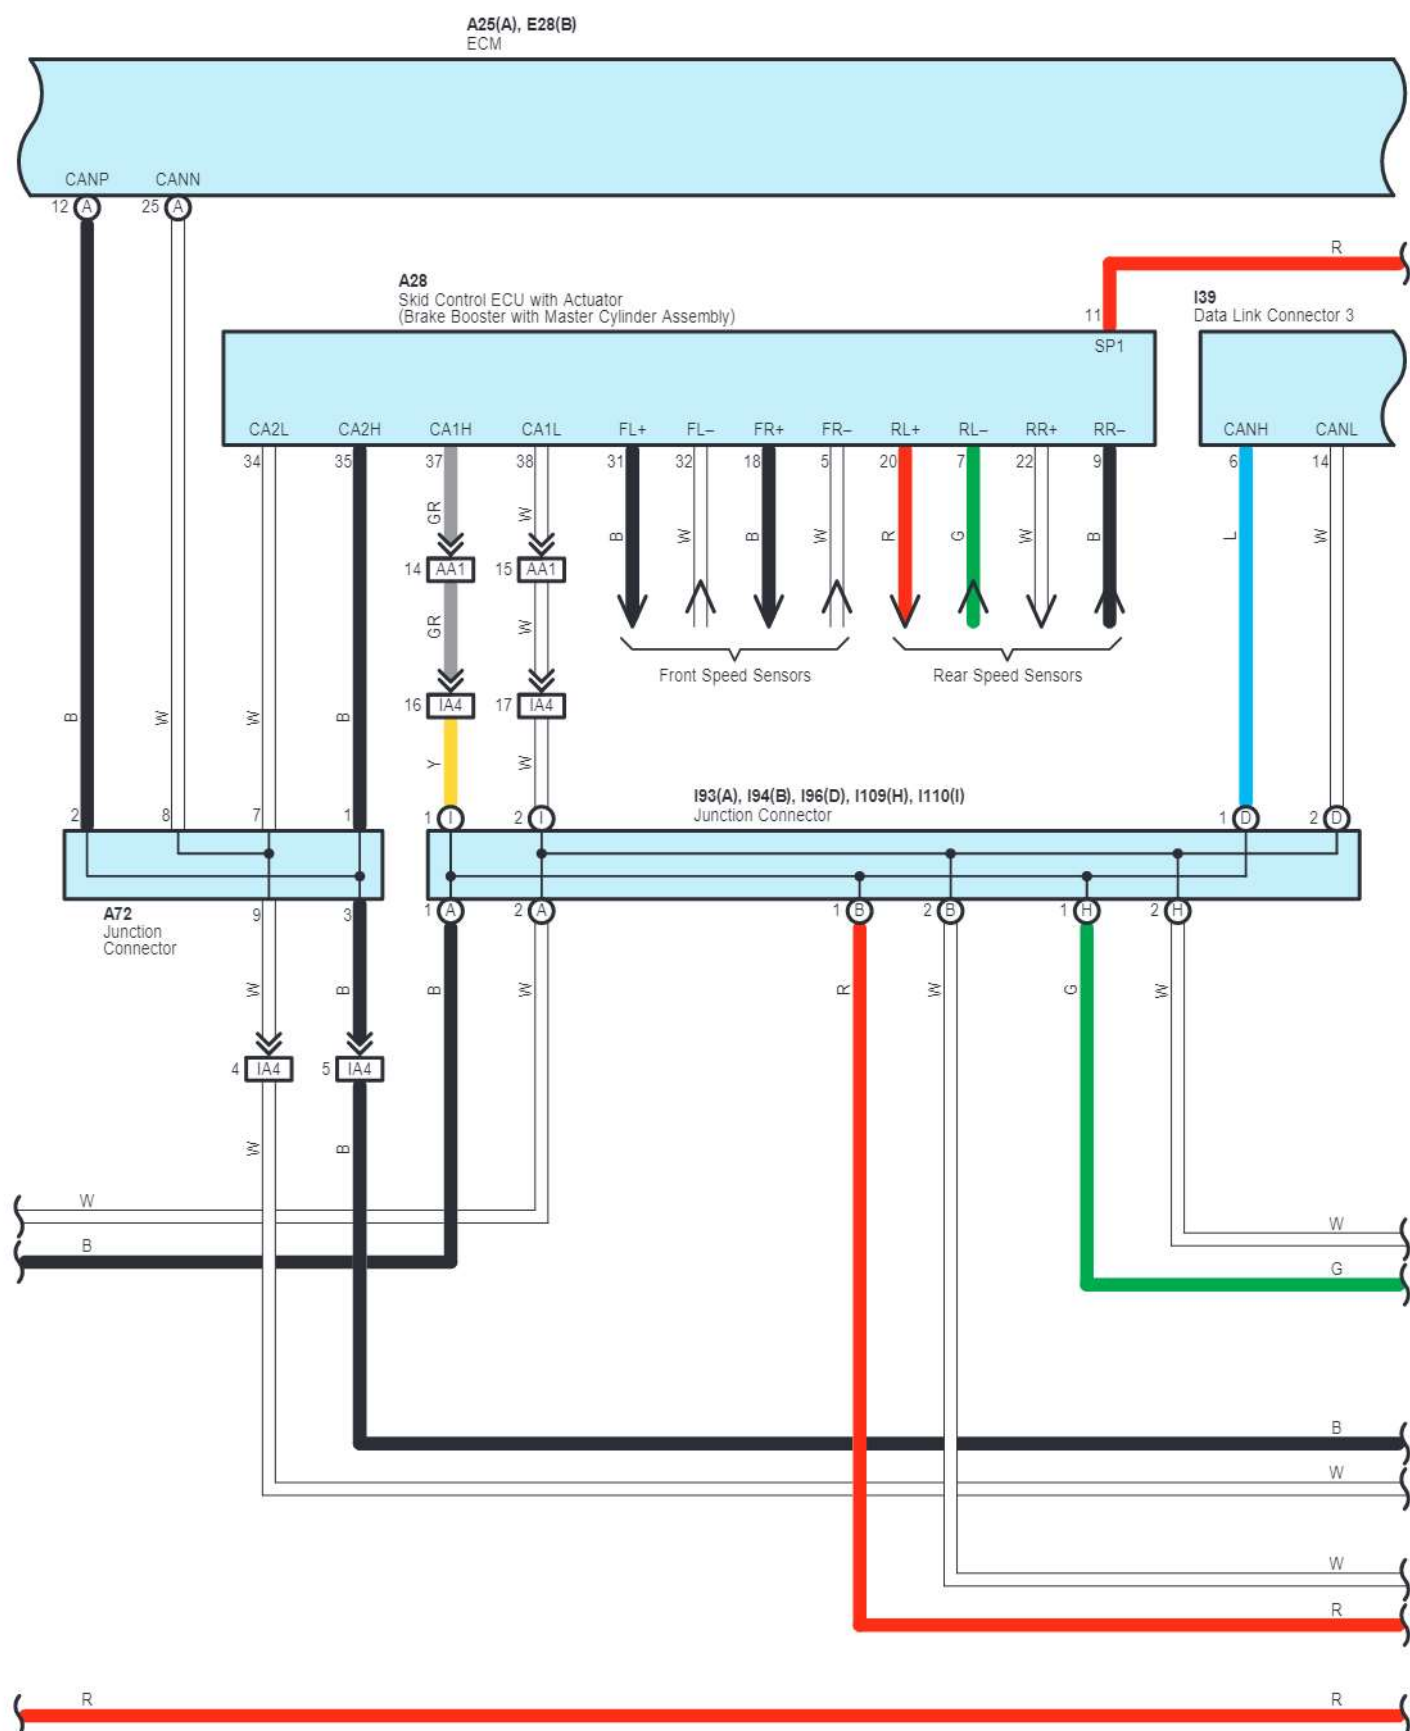 A25(A), E28(B)
ECM
CANP CANN
12 A 25 A
R
A28
Skid Control ECU with Actuator
(Brake Booster with Master Cylinder Assembly)
I39
Data Link Connector 3
11
SP1
CA2L CA2H CA1H CA1L FL+ FL– FR+ FR– RL+ RL– RR+ RR– CANH CANL
34 35 37 38 31 32 18 5 20 7 22 9 6 14
GR W B W B W R G W B L W
14 AA1 15 AA1
GR W
Front Speed Sensors Rear Speed Sensors
16 IA4 17 IA4
B W W B Y W
I93(A), I94(B), I96(D), I109(H), I110(I)
Junction Connector
2 8 7 1 1 I 2 I 1 D 2 D
A72
Junction
Connector
9 3 1 A 2 A 1 B 2 B 1 H 2 H
W B B W R W G W
4 IA4 5 IA4
W B
W
B
W
G
B
W
W
R
R R